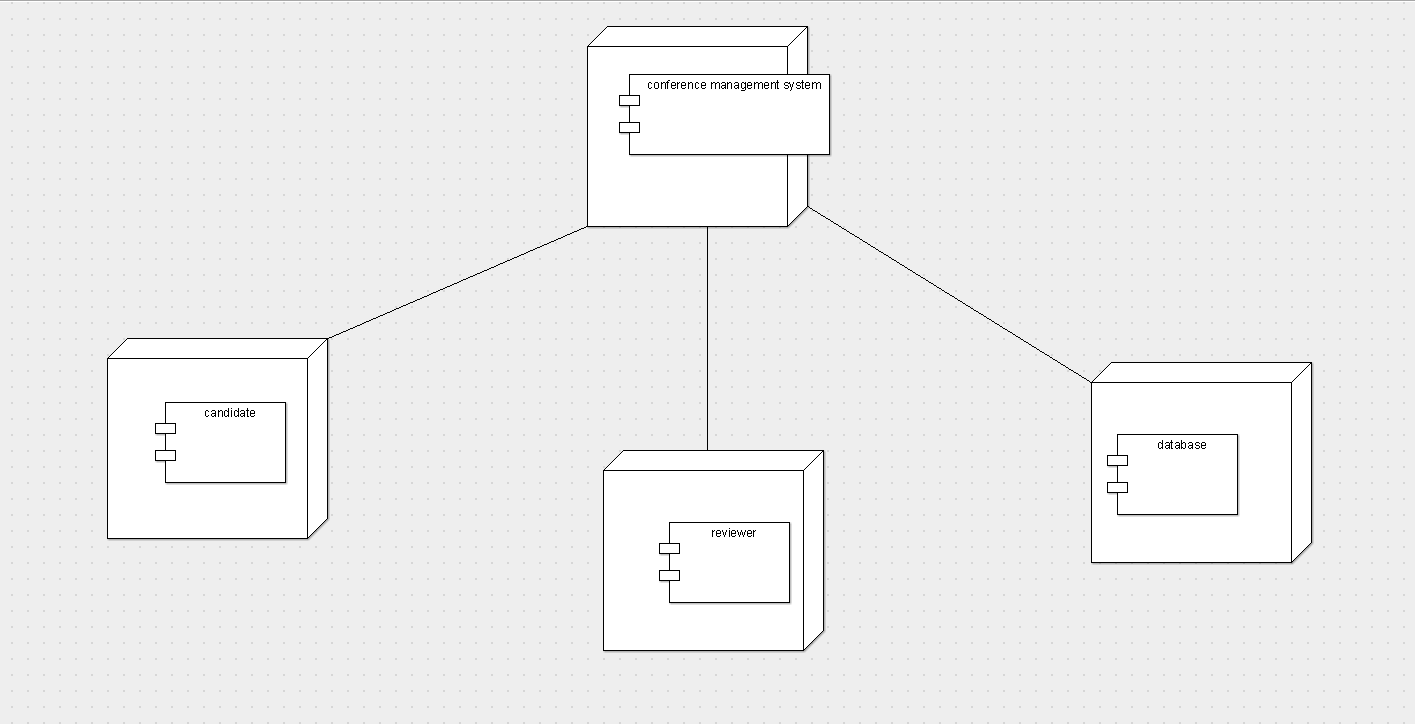 conference management system
candidate
reviewer
database